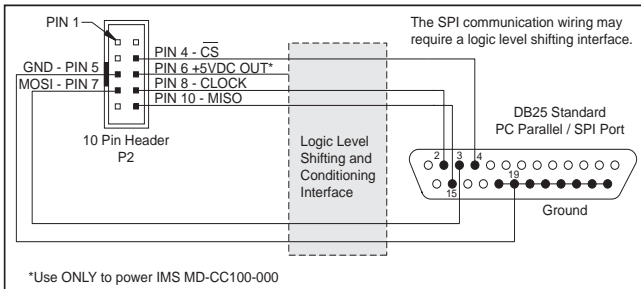 PIN 1
The SPI communication wiring may
require a logic level shifting interface.
PIN 4 - CS
GND - PIN 5
PIN 6 +5VDC OUT*
MOSI - PIN 7
PIN 8 - CLOCK
PIN 10 - MISO
10 Pin Header
P2
Logic Level
Shifting and
Conditioning
Interface
DB25 Standard
PC Parallel / SPI Port
2 3 4
15 19
Ground
*Use ONLY to power IMS MD-CC100-000